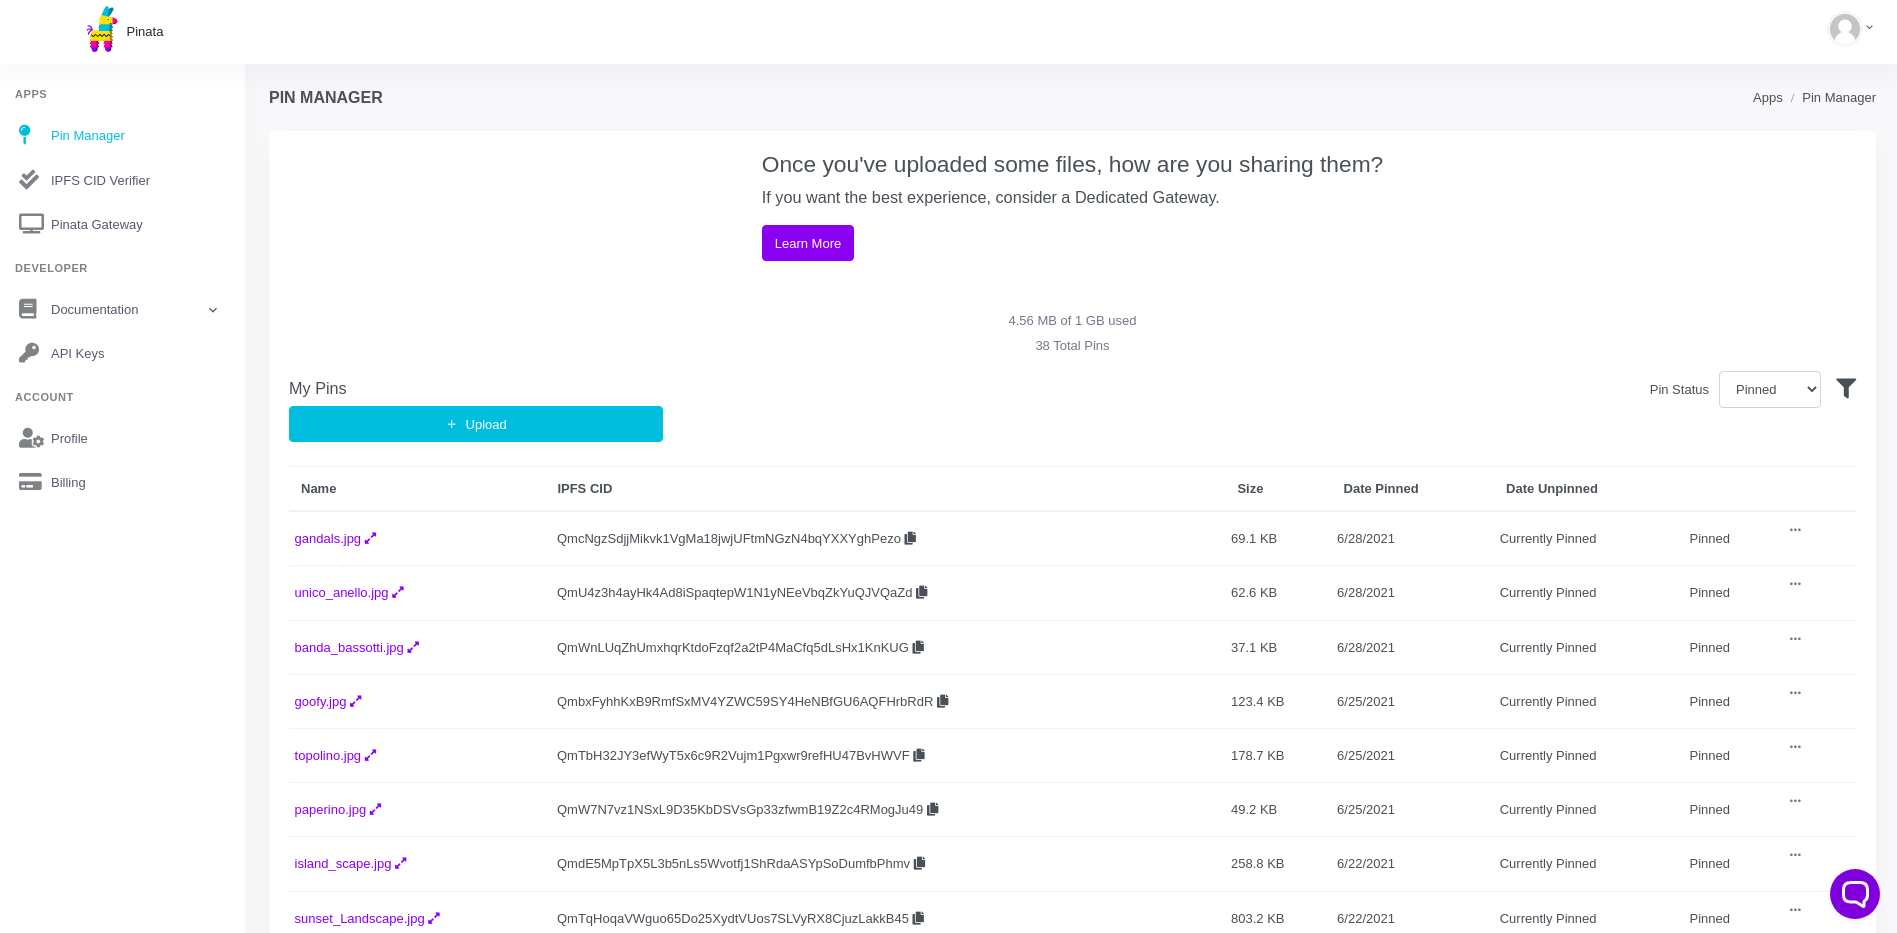 Pinata
APPS
Pin Manager
IPFS CID Verifier
Pinata Gateway
DEVELOPER
Documentation
API Keys
ACCOUNT
Profile
Billing
PIN MANAGER
Apps / Pin Manager
Once you've uploaded some files, how are you sharing them?
If you want the best experience, consider a Dedicated Gateway.
Learn More
4.56 MB of 1 GB used
38 Total Pins
My Pins
Pin Status Pinned
+ Upload
Name IPFS CID Size Date Pinned Date Unpinned
gandals.jpg QmcNgzSdjjMikvk1VgMa18jwjUFtmNGzN4bqYXXYghPezo 69.1 KB 6/28/2021 Currently Pinned Pinned
unico_anello.jpg QmU4z3h4ayHk4Ad8iSpaqtepW1N1yNEeVbqZkYuQJVQaZd 62.6 KB 6/28/2021 Currently Pinned Pinned
banda_bassotti.jpg QmWnLUqZhUmxhqrKtdoFzqf2a2tP4MaCfq5dLsHx1KnKUG 37.1 KB 6/28/2021 Currently Pinned Pinned
goofy.jpg QmbxFyhhKxB9RmfSxMV4YZWC59SY4HeNBfGU6AQFHrbRdR 123.4 KB 6/25/2021 Currently Pinned Pinned
topolino.jpg QmTbH32JY3efWyT5x6c9R2Vujm1Pgxwr9refHU47BvHWVF 178.7 KB 6/25/2021 Currently Pinned Pinned
paperino.jpg QmW7N7vz1NSxL9D35KbDSVsGp33zfwmB19Z2c4RMogJu49 49.2 KB 6/25/2021 Currently Pinned Pinned
island_scape.jpg QmdE5MpTpX5L3b5nLs5Wvotfj1ShRdaASYpSoDumfbPhmv 258.8 KB 6/22/2021 Currently Pinned Pinned
sunset_Landscape.jpg QmTqHoqaVWguo65Do25XydtVUos7SLVyRX8CjuzLakkB45 803.2 KB 6/22/2021 Currently Pinned Pinned